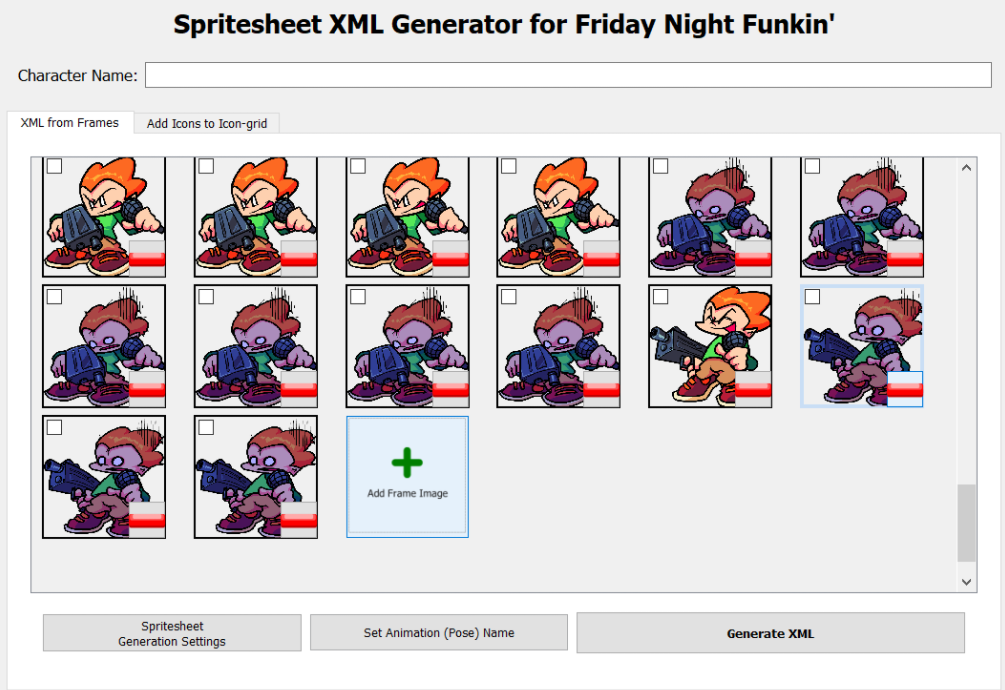 Spritesheet XML Generator for Friday Night Funkin'
Character Name:
XML from Frames
Add Icons to Icon-grid
Add Frame Image
Spritesheet
Generation Settings
Set Animation (Pose) Name
Generate XML